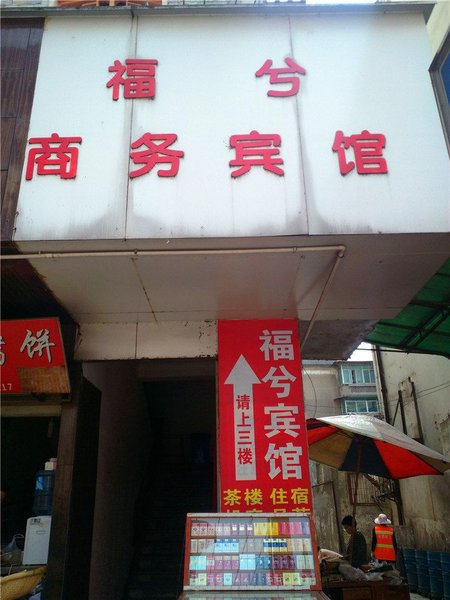 福兮
商务宾馆
饼
17
福兮宾馆
请上三楼
茶楼 住宿